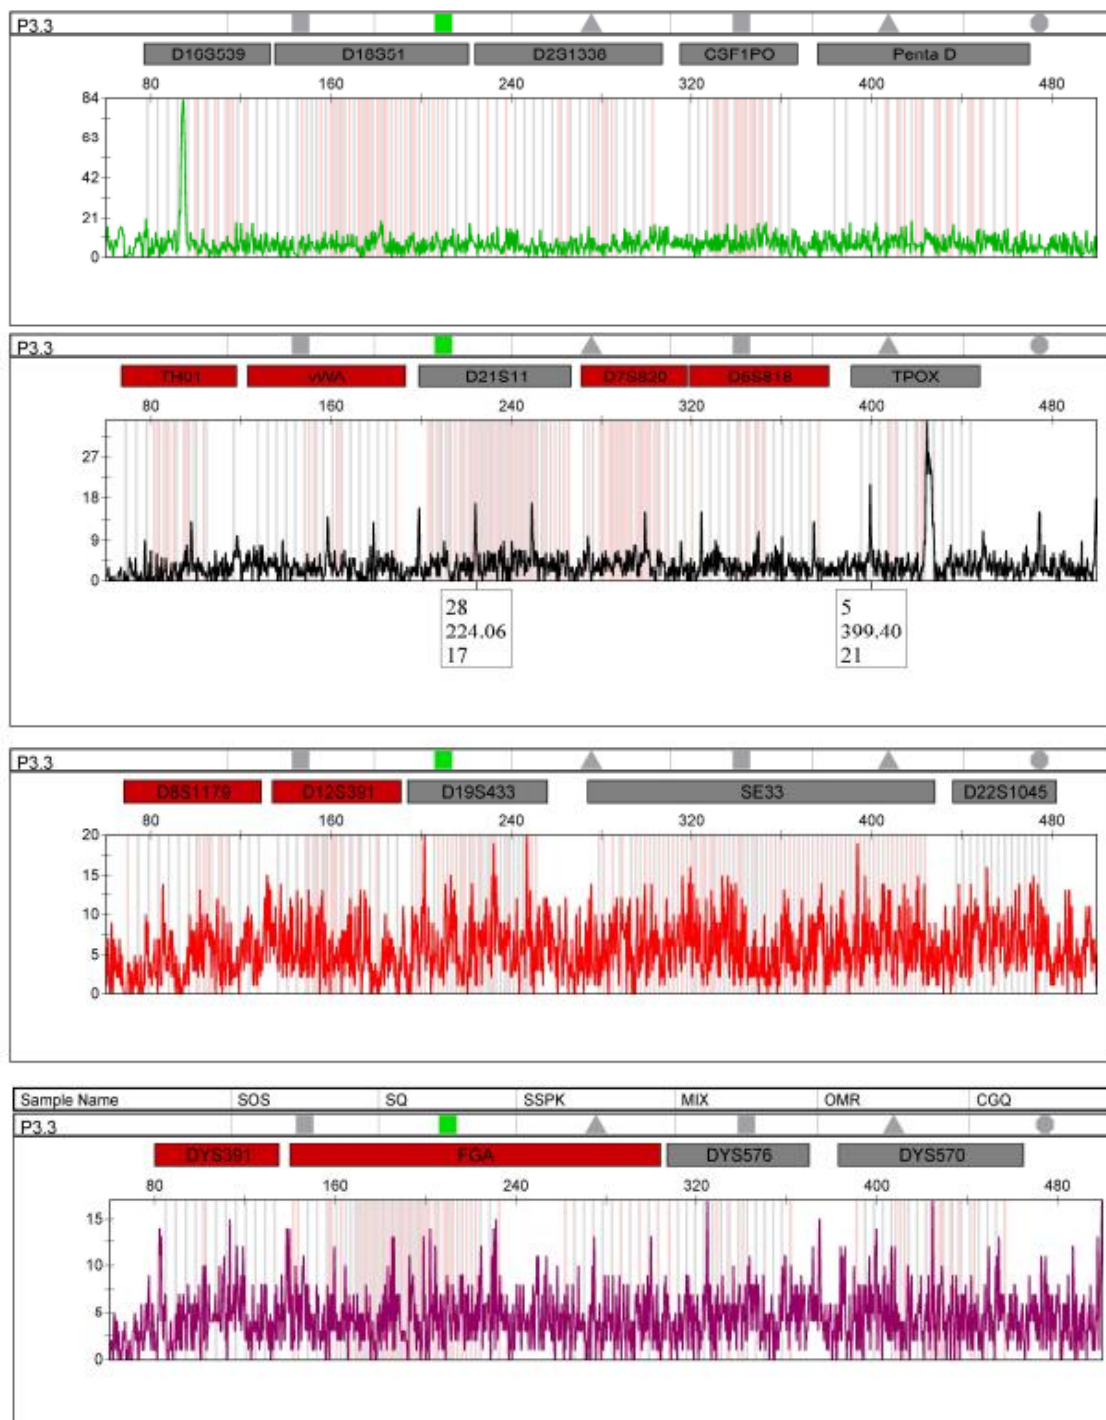 P3.3
D16S539 D18S51 D2S1338 CSF1PO Penta D
80 160 240 320 400 480
84
63
42
21
0
P3.3
TH01 vWA D21S11 D7S820 D5S818 TPOX
80 160 240 320 400 480
27
18
9
0
28 5
224.06 399.40
17 21
P3.3
D8S1179 D12S391 D19S433 SE33 D22S1045
80 160 240 320 400 480
20
15
10
5
0
Sample Name SOS SQ SSPK MIX OMR CGQ
P3.3
DYS391 FGA DYS576 DYS570
80 160 240 320 400 480
15
10
5
0